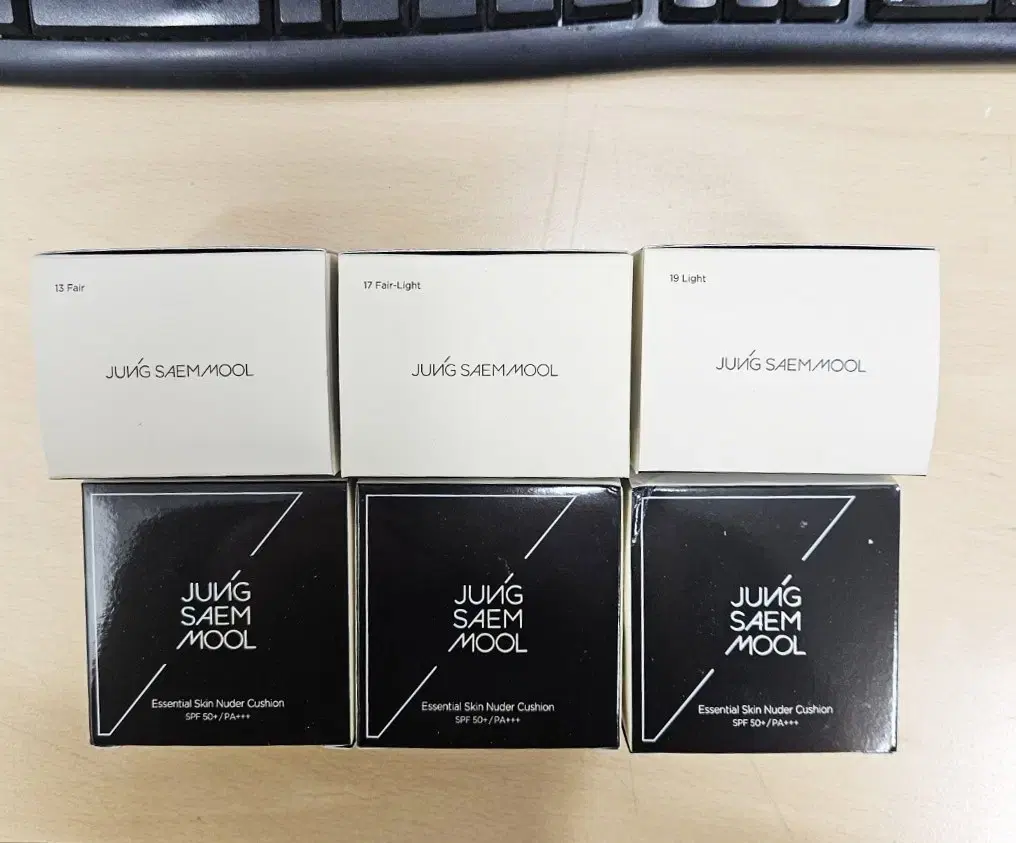 13 Fair
JUNG SAEMMOOL
17 Fair-Light
JUNG SAEMMOOL
19 Light
JUNG SAEMMOOL
JUNG
SAEM
MOOL
Essential Skin Nuder Cushion
SPF 50+/PA+++
JUNG
SAEM
MOOL
Essential Skin Nuder Cushion
SPF 50+/PA+++
JUNG
SAEM
MOOL
Essential Skin Nuder Cushion
SPF 50+/PA+++